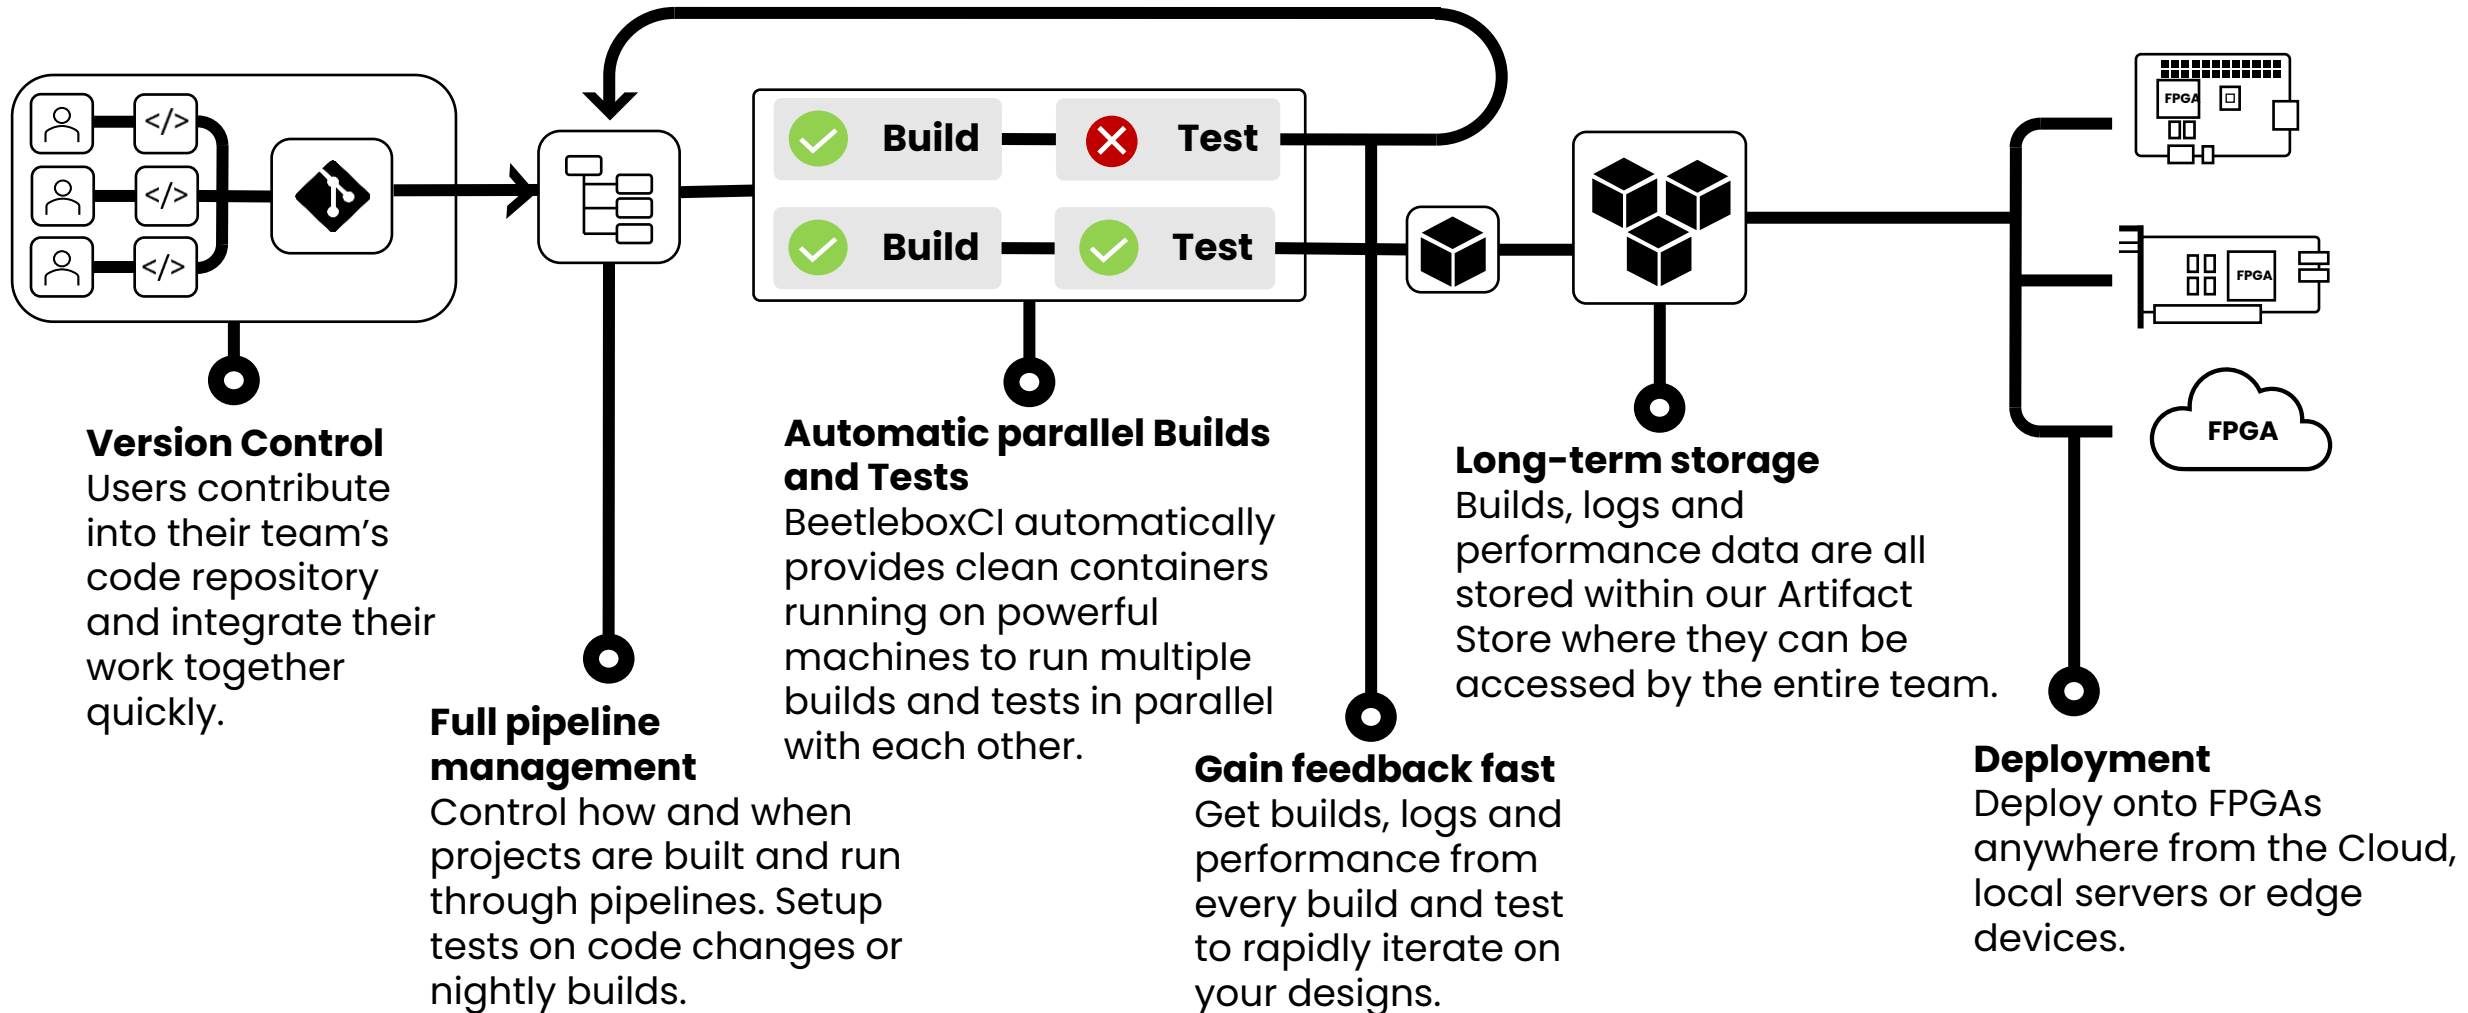 </>
</>
</>
Build
Test
Build
Test
FPGA
FPGA
FPGA
Version Control
Users contribute
into their team’s
code repository
and integrate their
work together
quickly.
Full pipeline
management
Control how and when
projects are built and run
through pipelines. Setup
tests on code changes or
nightly builds.
Automatic parallel Builds
and Tests
BeetleboxCI automatically
provides clean containers
running on powerful
machines to run multiple
builds and tests in parallel
with each other.
Gain feedback fast
Get builds, logs and
performance from
every build and test
to rapidly iterate on
your designs.
Long-term storage
Builds, logs and
performance data are all
stored within our Artifact
Store where they can be
accessed by the entire team.
Deployment
Deploy onto FPGAs
anywhere from the Cloud,
local servers or edge
devices.